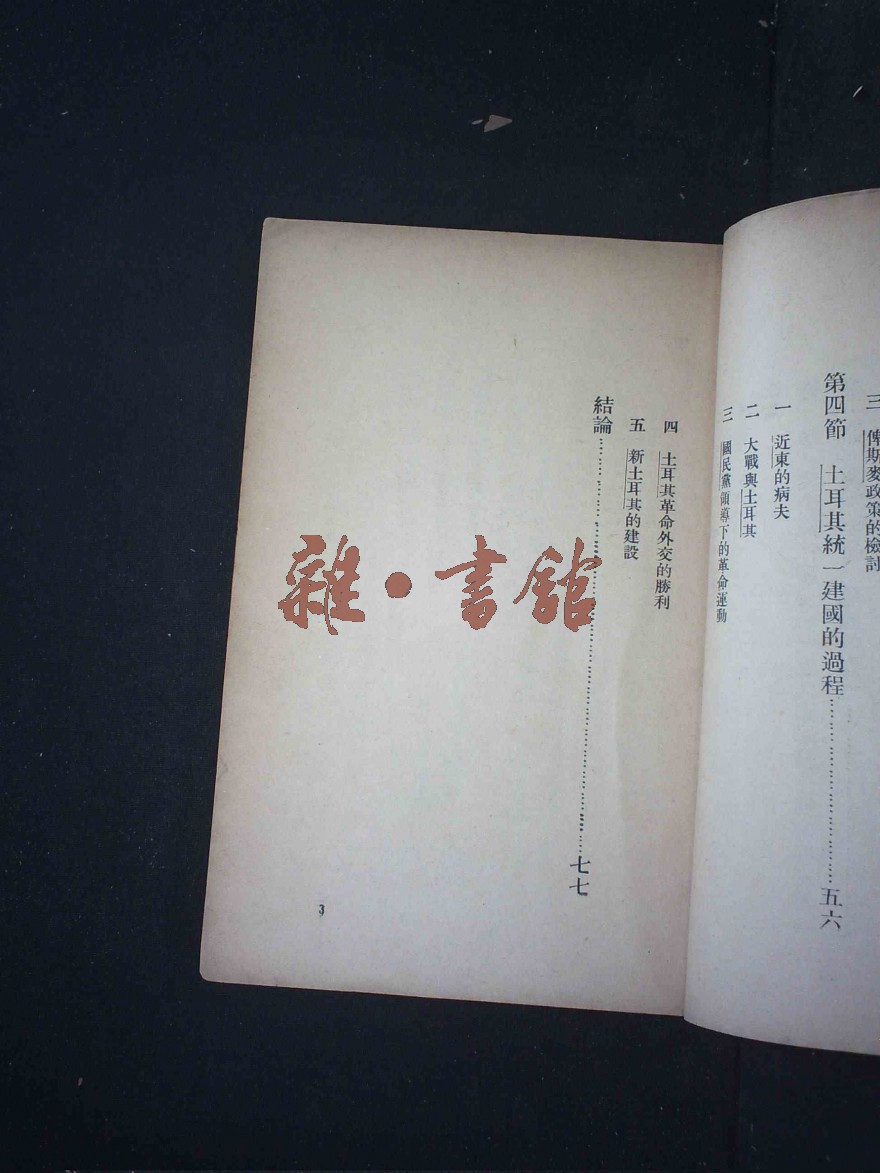 三 俾斯麥政策的檢討
第四節 土耳其統一建國的過程 五六
一 近東的病夫
二 大戰與土耳其
三 國民黨領導下的革命運動
四 土耳其革命外交的勝利
五 新土耳其的建設
結論 七七
3
雜·書館